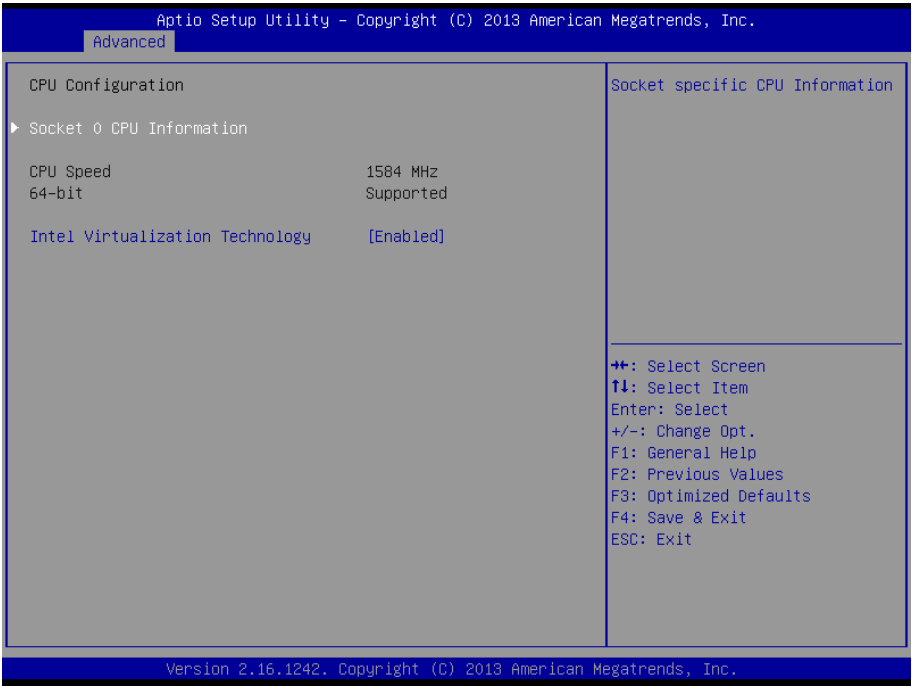 Aptio Setup Utility – Copyright (C) 2013 American Megatrends, Inc.
Advanced
CPU Configuration
Socket 0 CPU Information
CPU Speed 1584 MHz
64-bit Supported
Intel Virtualization Technology [Enabled]
Socket specific CPU Information
→←: Select Screen
↑↓: Select Item
Enter: Select
+/-: Change Opt.
F1: General Help
F2: Previous Values
F3: Optimized Defaults
F4: Save & Exit
ESC: Exit
Version 2.16.1242. Copyright (C) 2013 American Megatrends, Inc.